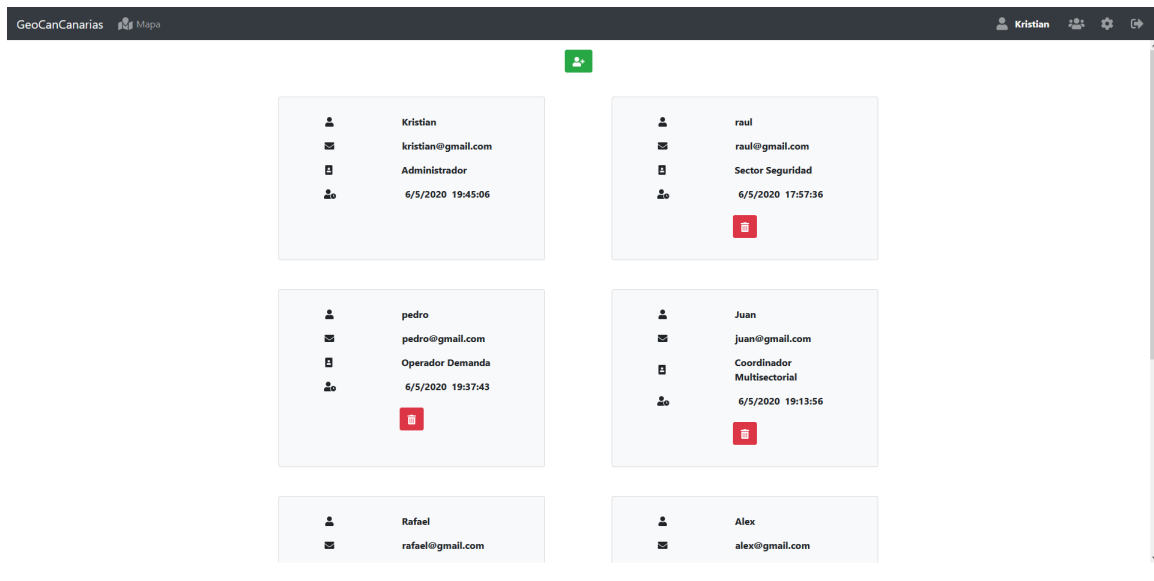 GeoCanCanarias Mapa Kristian
Kristian
kristian@gmail.com
Administrador
6/5/2020 19:45:06
raul
raul@gmail.com
Sector Seguridad
6/5/2020 17:57:36
pedro
pedro@gmail.com
Operador Demanda
6/5/2020 19:37:43
Juan
juan@gmail.com
Coordinador
Multisectorial
6/5/2020 19:13:56
Rafael
rafael@gmail.com
Alex
alex@gmail.com